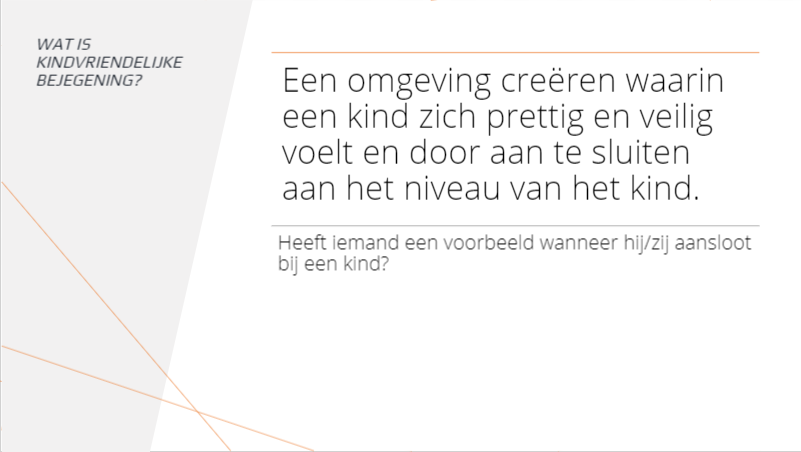 WAT IS
KINDVRIENDELIJKE
BEJEGENING?
Een omgeving creëren waarin
een kind zich prettig en veilig
voelt en door aan te sluiten
aan het niveau van het kind.
Heeft iemand een voorbeeld wanneer hij/zij aansloot
bij een kind?